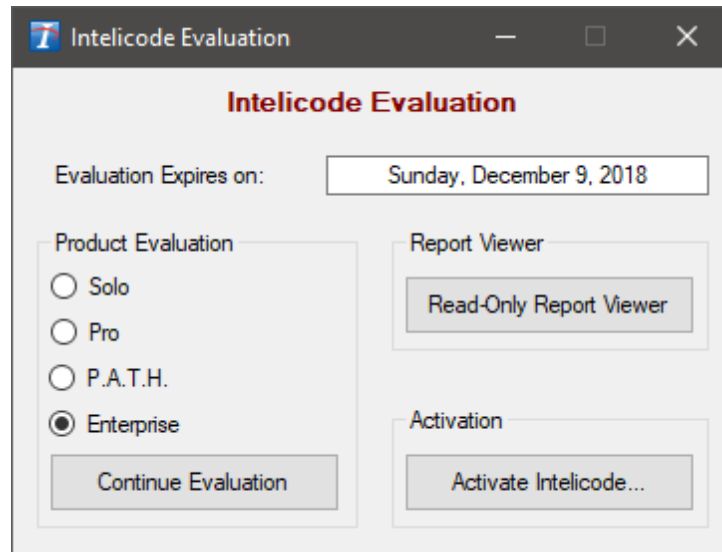 Intelicode Evaluation
Intelicode Evaluation
Evaluation Expires on: Sunday, December 9, 2018
Product Evaluation
Solo
Pro
P.A.T.H.
Enterprise
Continue Evaluation
Report Viewer
Read-Only Report Viewer
Activation
Activate Intelicode...